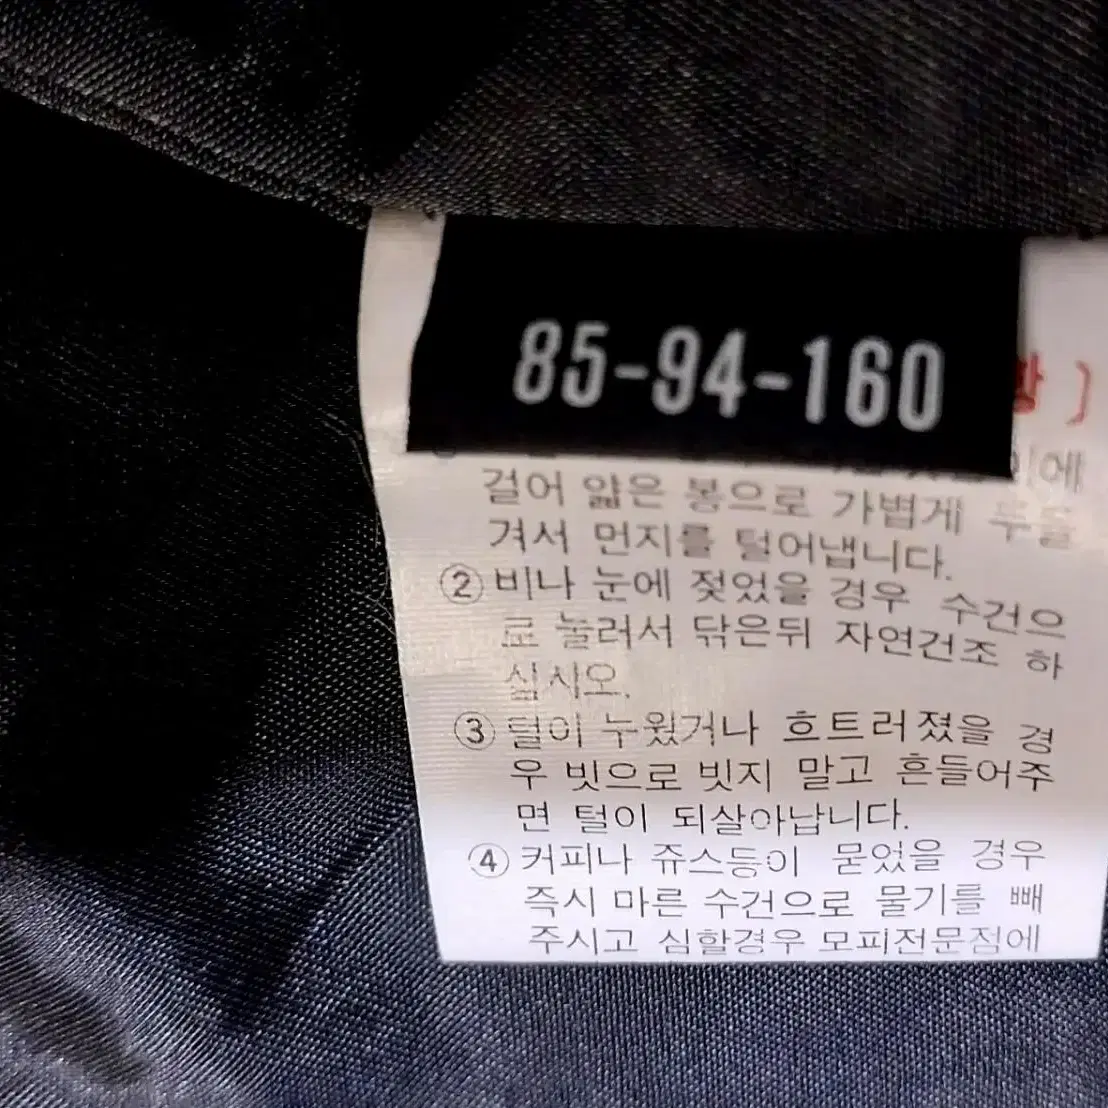 85-94-160
항 )
이에
걸어 얇은 봉으로 가볍게 두들
겨서 먼지를 털어냅니다.
② 비나 눈에 젖었을 경우 수건으
로 눌러서 닦은뒤 자연건조 하
십시오.
③ 털이 누웠거나 흐트러졌을 경
우 빗으로 빗지 말고 흔들어주
면 털이 되살아납니다.
④ 커피나 쥬스등이 묻었을 경우
즉시 마른 수건으로 물기를 빼
주시고 심할경우 모피전문점에